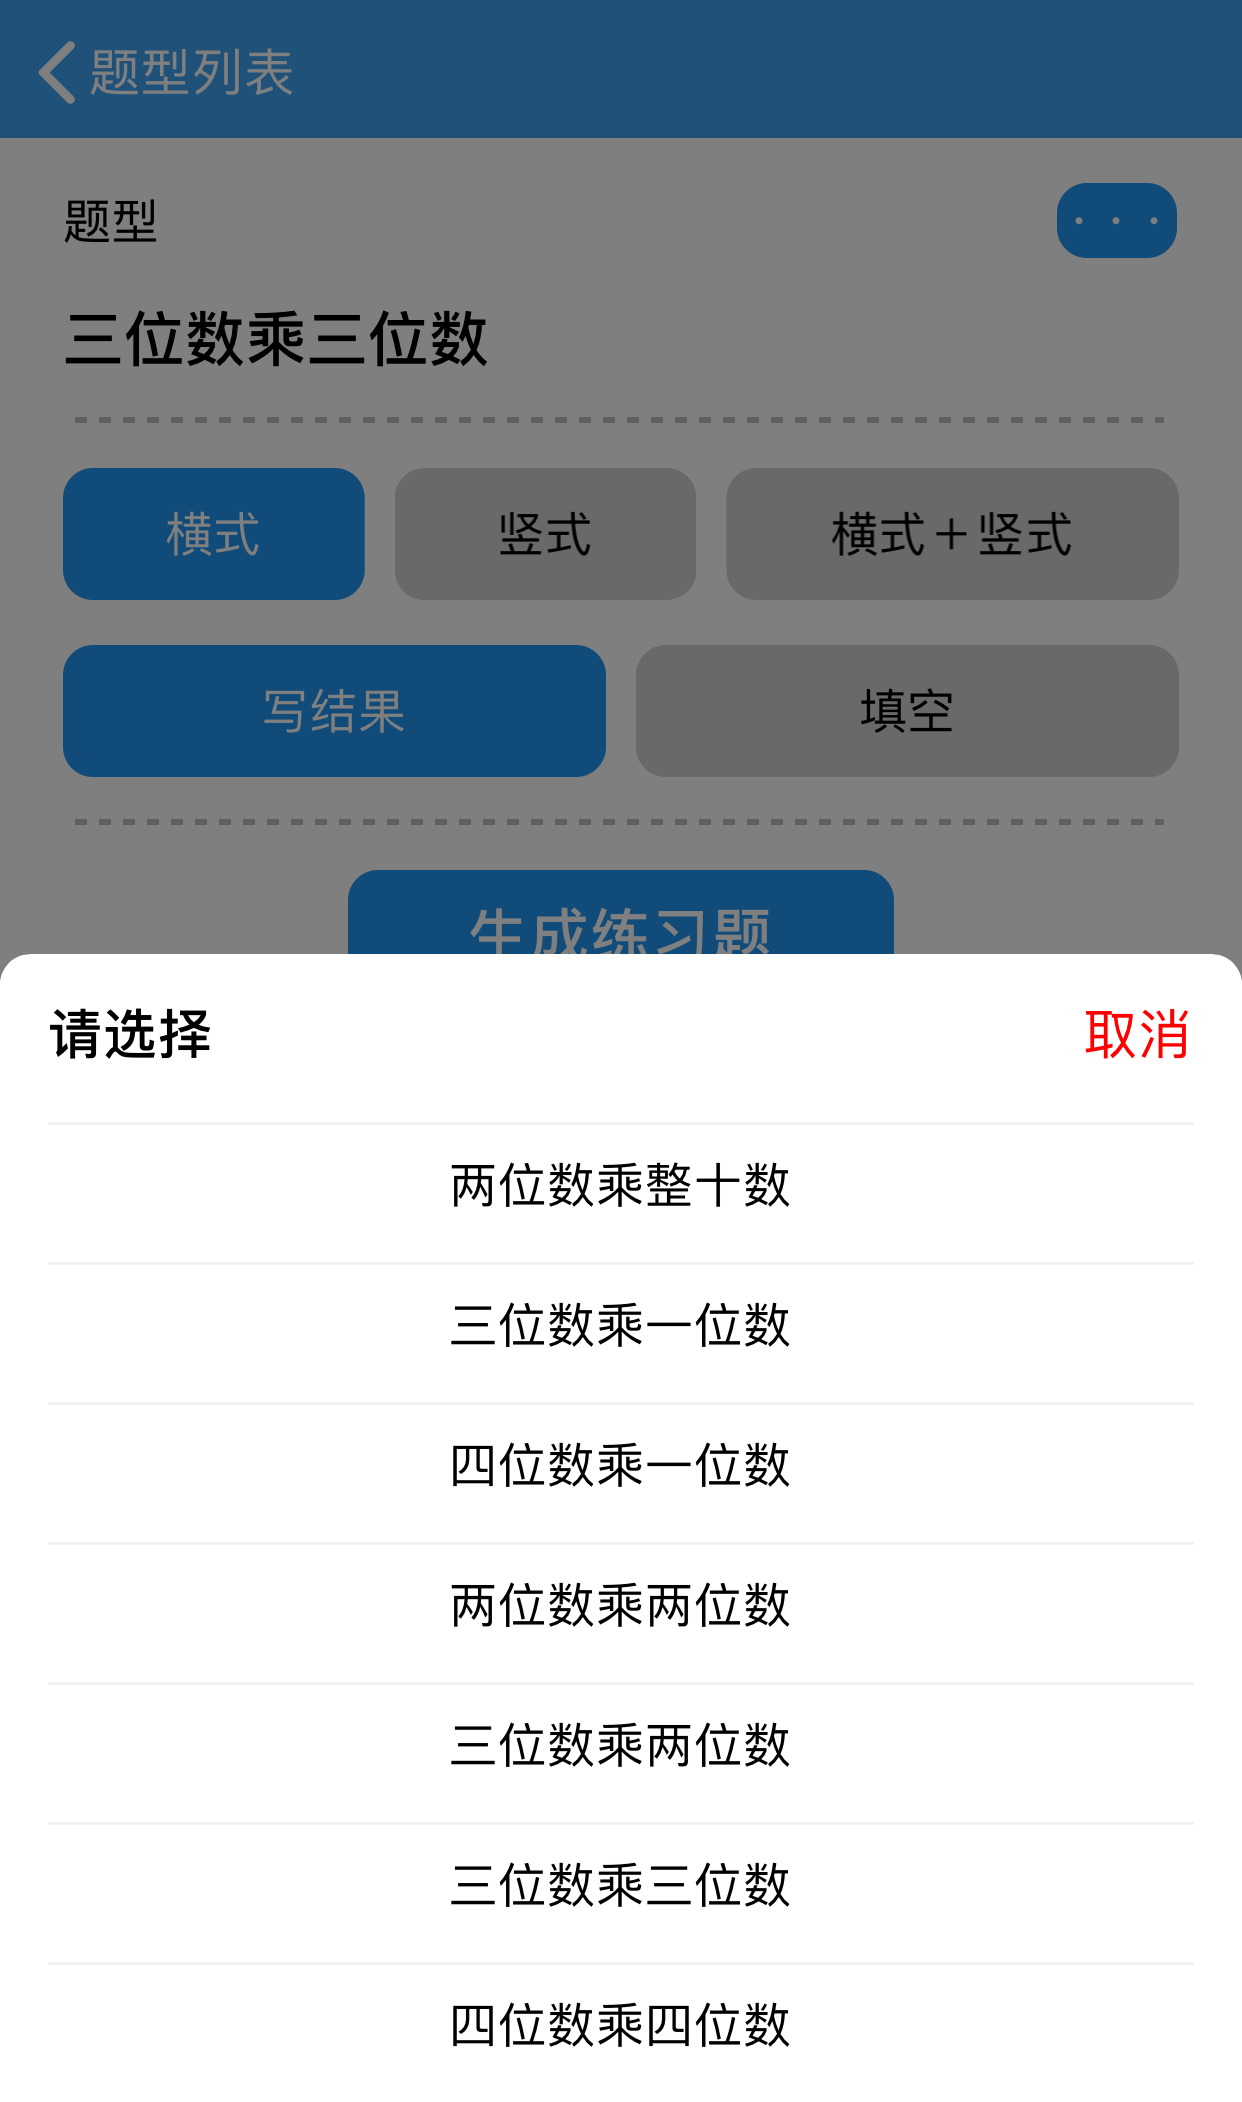 题型列表
题型
三位数乘三位数
横式 竖式 横式＋竖式
写结果 填空
生成练习题
请选择 取消
两位数乘整十数
三位数乘一位数
四位数乘一位数
两位数乘两位数
三位数乘两位数
三位数乘三位数
四位数乘四位数